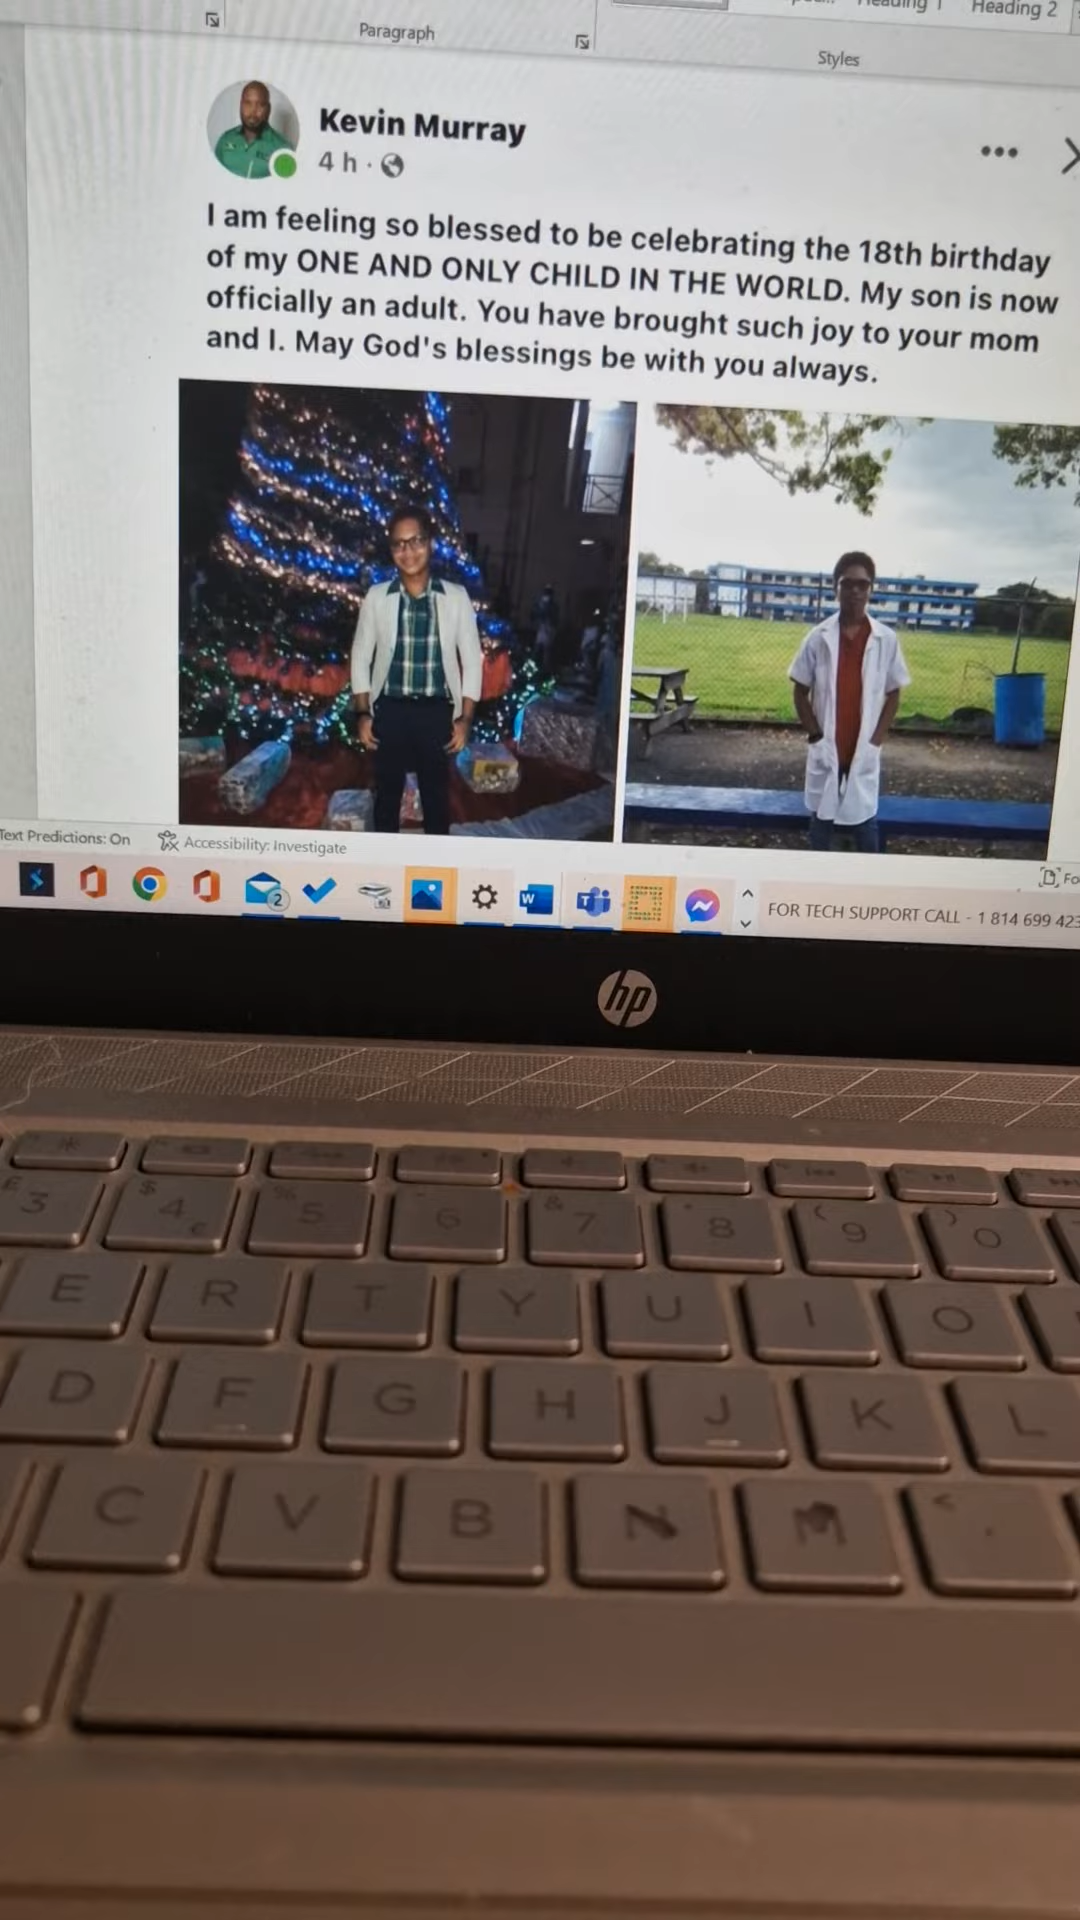 Heading 1 Heading 2
Paragraph
Styles
Kevin Murray
4 h ·
I am feeling so blessed to be celebrating the 18th birthday
of my ONE AND ONLY CHILD IN THE WORLD. My son is now
officially an adult. You have brought such joy to your mom
and I. May God's blessings be with you always.
Text Predictions: On Accessibility: Investigate
Fo
2 W T FOR TECH SUPPORT CALL - 1 814 699 423
hp
£ 3 $ 4 € % 5 6 & 7 8 ( 9 ) 0
E R T Y U I O
D F G H J K L
C V B N M <